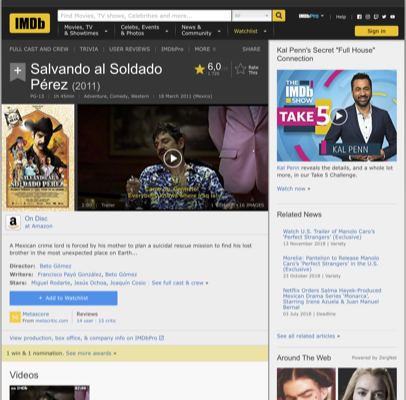 IMDb
Find Movies, TV shows, Celebrities and more...
All
IMDbPro
Help
Movies, TV
& Showtimes
Celebs, Events
& Photos
News &
Community
Watchlist
Sign in
FULL CAST AND CREW | TRIVIA | USER REVIEWS | IMDbPro | MORE
SHARE
Salvando al Soldado
Pérez (2011)
6,0
Rate
This
PG-13 | 1h 45min | Adventure, Comedy, Western | 18 March 2011 (Mexico)
Trailer
IMAGES
On Disc
at Amazon
A Mexican crime lord is forced by his mother to plan a suicidal rescue mission to find his lost
brother in the most unexpected place on Earth...
Director: Beto Gómez
Writers: Francisco Payó González, Beto Gómez
Stars: Miguel Rodarte, Jesús Ochoa, Joaquín Cosio | See full cast & crew »
+ Add to Watchlist
Metascore
From metacritic.com
Reviews
14 user | 15 critic
View production, box office, & company info on IMDbPro
1 win & 1 nomination. See more awards »
Videos
Kal Penn's Secret "Full House"
Connection
THE
IMDb
SHOW
TAKE 5
KAL PENN
Kal Penn reveals the details, and a whole lot
more, in our Take 5 Challenge.
Watch now »
Related News
Watch U.S. Trailer of Manolo Caro's
'Perfect Strangers' (Exclusive)
13 November 2018 | Variety
Morelia: Pantelion to Release Manolo
Caro's 'Perfect Strangers' in the U.S.
(Exclusive)
23 October 2018 | Variety
Netflix Orders Salma Hayek-Produced
Mexican Drama Series 'Monarca',
Starring Irene Azuela & Juan Manuel
Bernal
03 July 2018 | Deadline
See all related articles »
Around The Web
Powered by ZergNet